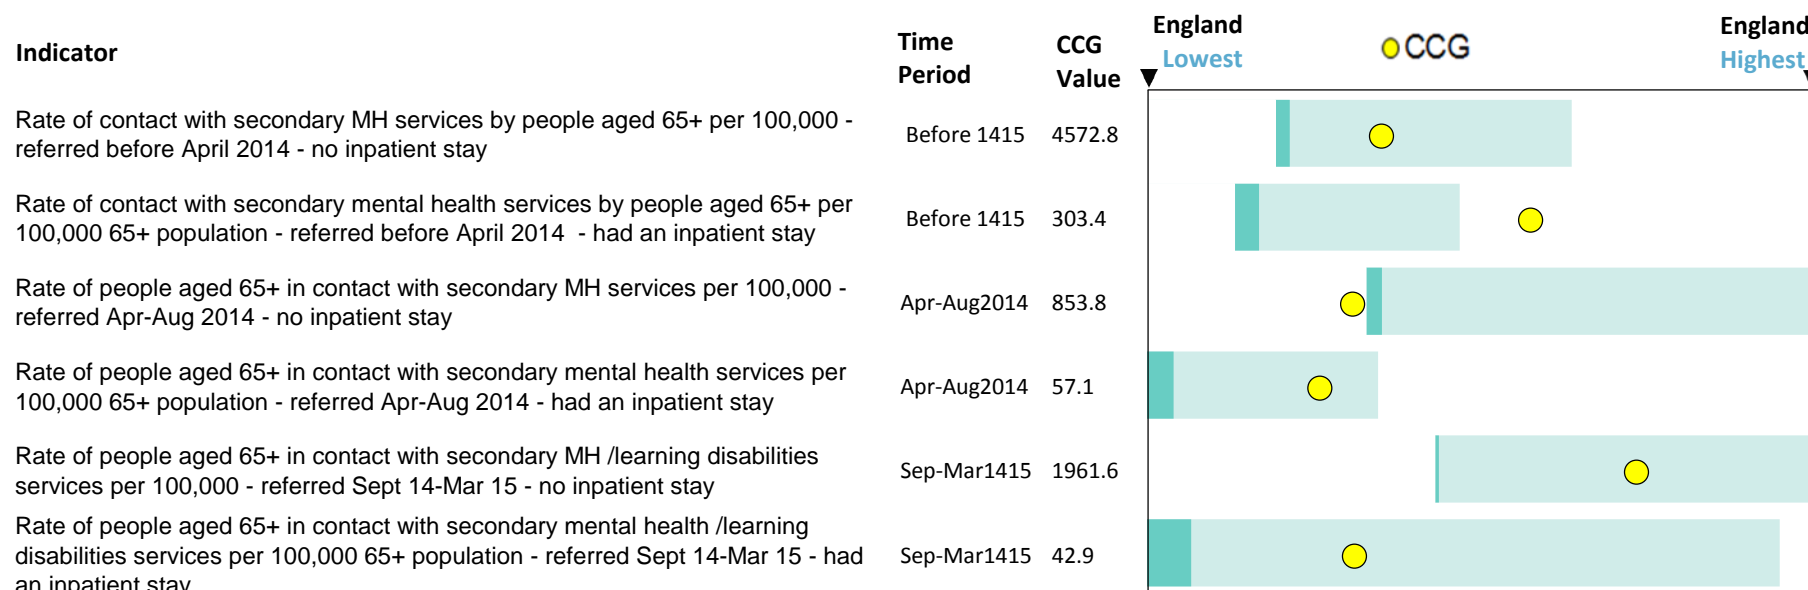 Indicator
Time
Period
CCG
Value
England
Lowest
CCG
England
Highest
Rate of contact with secondary MH services by people aged 65+ per 100,000 -
referred before April 2014 - no inpatient stay
Before 1415 4572.8
Rate of contact with secondary mental health services by people aged 65+ per
100,000 65+ population - referred before April 2014 - had an inpatient stay
Before 1415 303.4
Rate of people aged 65+ in contact with secondary MH services per 100,000 -
referred Apr-Aug 2014 - no inpatient stay
Apr-Aug2014 853.8
Rate of people aged 65+ in contact with secondary mental health services per
100,000 65+ population - referred Apr-Aug 2014 - had an inpatient stay
Apr-Aug2014 57.1
Rate of people aged 65+ in contact with secondary MH /learning disabilities
services per 100,000 - referred Sept 14-Mar 15 - no inpatient stay
Sep-Mar1415 1961.6
Rate of people aged 65+ in contact with secondary mental health /learning
disabilities services per 100,000 65+ population - referred Sept 14-Mar 15 - had
an inpatient stay
Sep-Mar1415 42.9